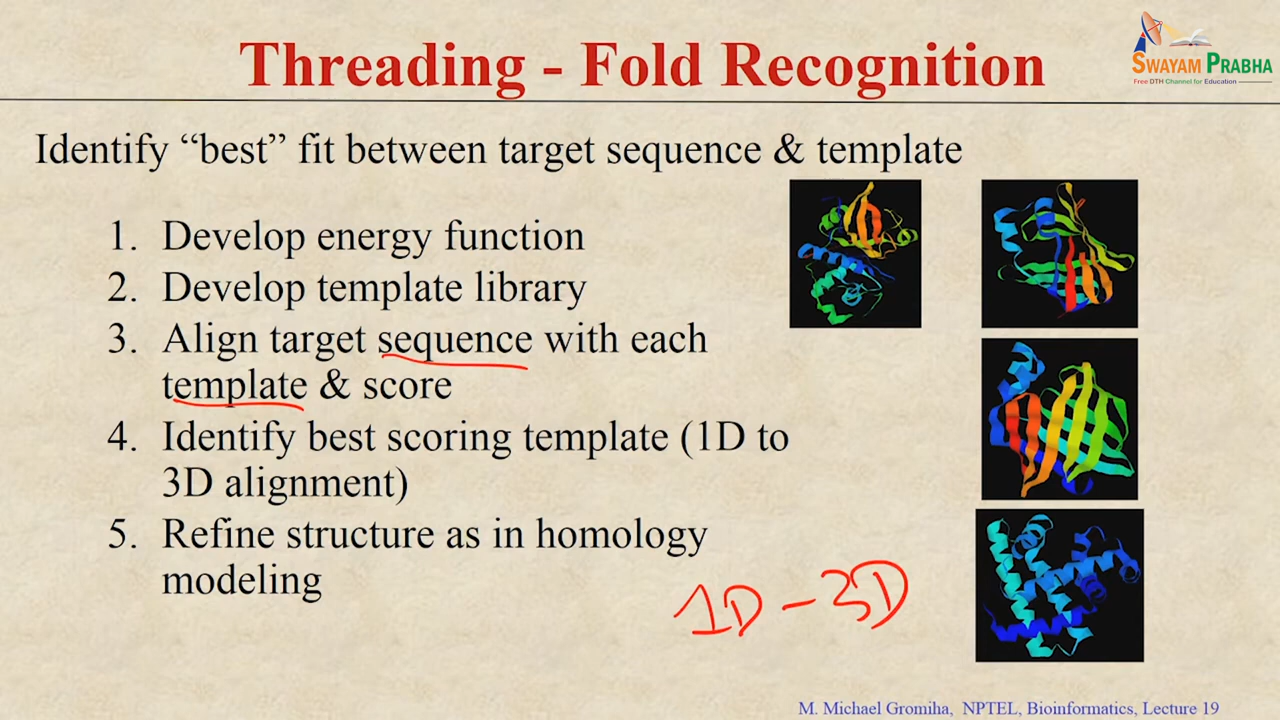 Threading - Fold Recognition
SWAYAM PRABHA
Free DTH Channel for Education
Identify “best” fit between target sequence & template
1. Develop energy function
2. Develop template library
3. Align target sequence with each
template & score
4. Identify best scoring template (1D to
3D alignment)
5. Refine structure as in homology
modeling
1D - 3D
M. Michael Gromiha, NPTEL, Bioinformatics, Lecture 19